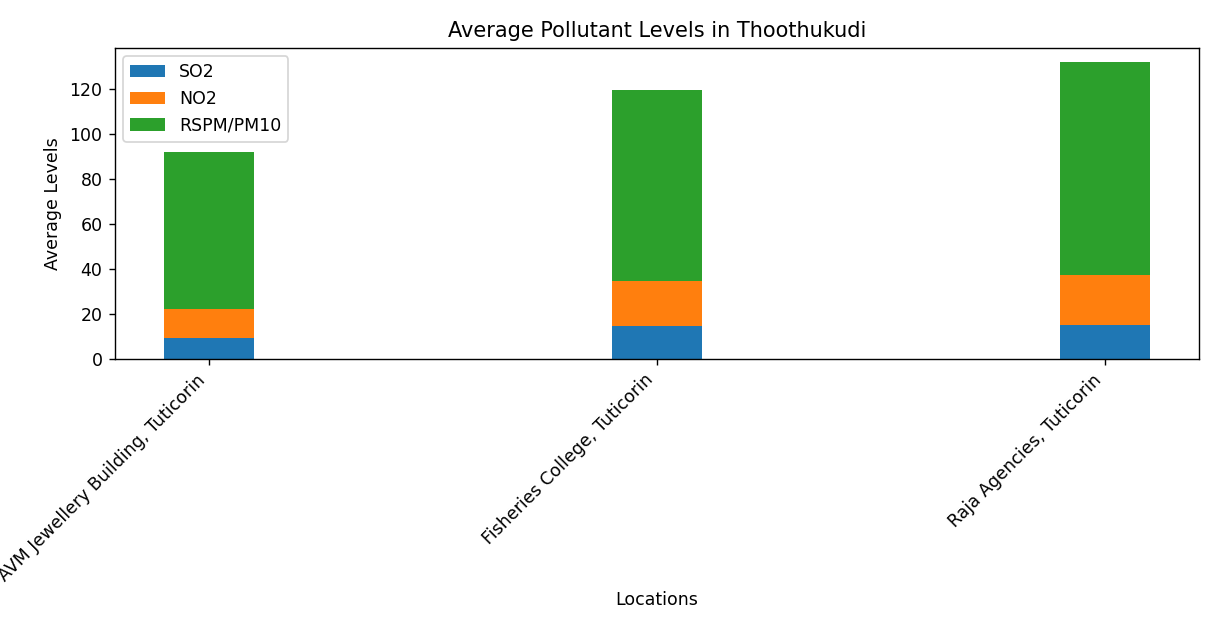 Average Pollutant Levels in Thoothukudi
SO2
NO2
RSPM/PM10
Average Levels
120
100
80
60
40
20
0
AVM Jewellery Building, Tuticorin
Fisheries College, Tuticorin
Raja Agencies, Tuticorin
Locations